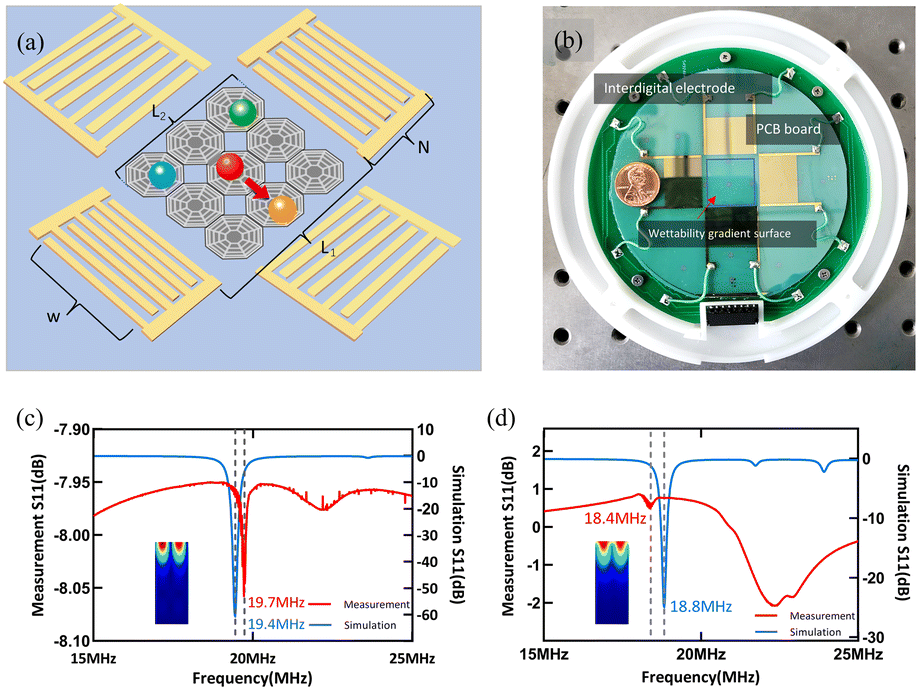 (a)
L2
N
L1
w
(b)
Interdigital electrode
PCB board
Wettability gradient surface
(c)
-7.90
-7.95
-8.00
-8.05
-8.10
Measurement S11(dB)
10
0
-10
-20
-30
-40
-50
-60
-70
Simulation S11(dB)
19.7MHz
19.4MHz
Measurement
Simulation
15MHz
20MHz
25MHz
Frequency(MHz)
(d)
2
1
0
-1
-2
Measurement S11(dB)
0
-10
-20
-30
Simulation S11(dB)
18.4MHz
18.8MHz
Measurement
Simulation
15MHz
20MHz
25MHz
Frequency(MHz)